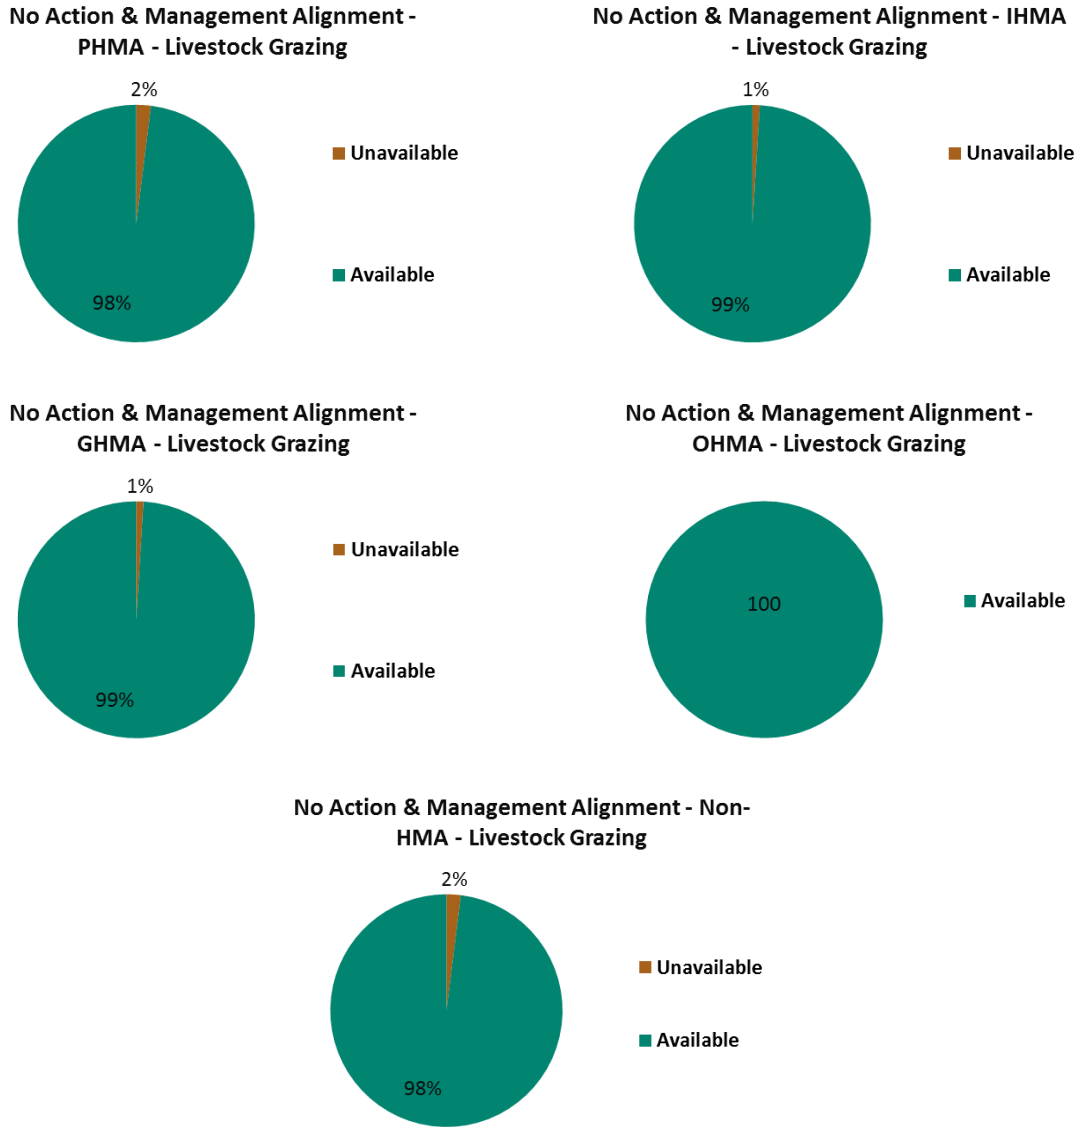 No Action & Management Alignment -
PHMA - Livestock Grazing
2%
Unavailable
Available
98%
No Action & Management Alignment - IHMA
- Livestock Grazing
1%
Unavailable
Available
99%
No Action & Management Alignment -
GHMA - Livestock Grazing
1%
Unavailable
Available
99%
No Action & Management Alignment -
OHMA - Livestock Grazing
100
Available
No Action & Management Alignment - Non-
HMA - Livestock Grazing
2%
Unavailable
Available
98%